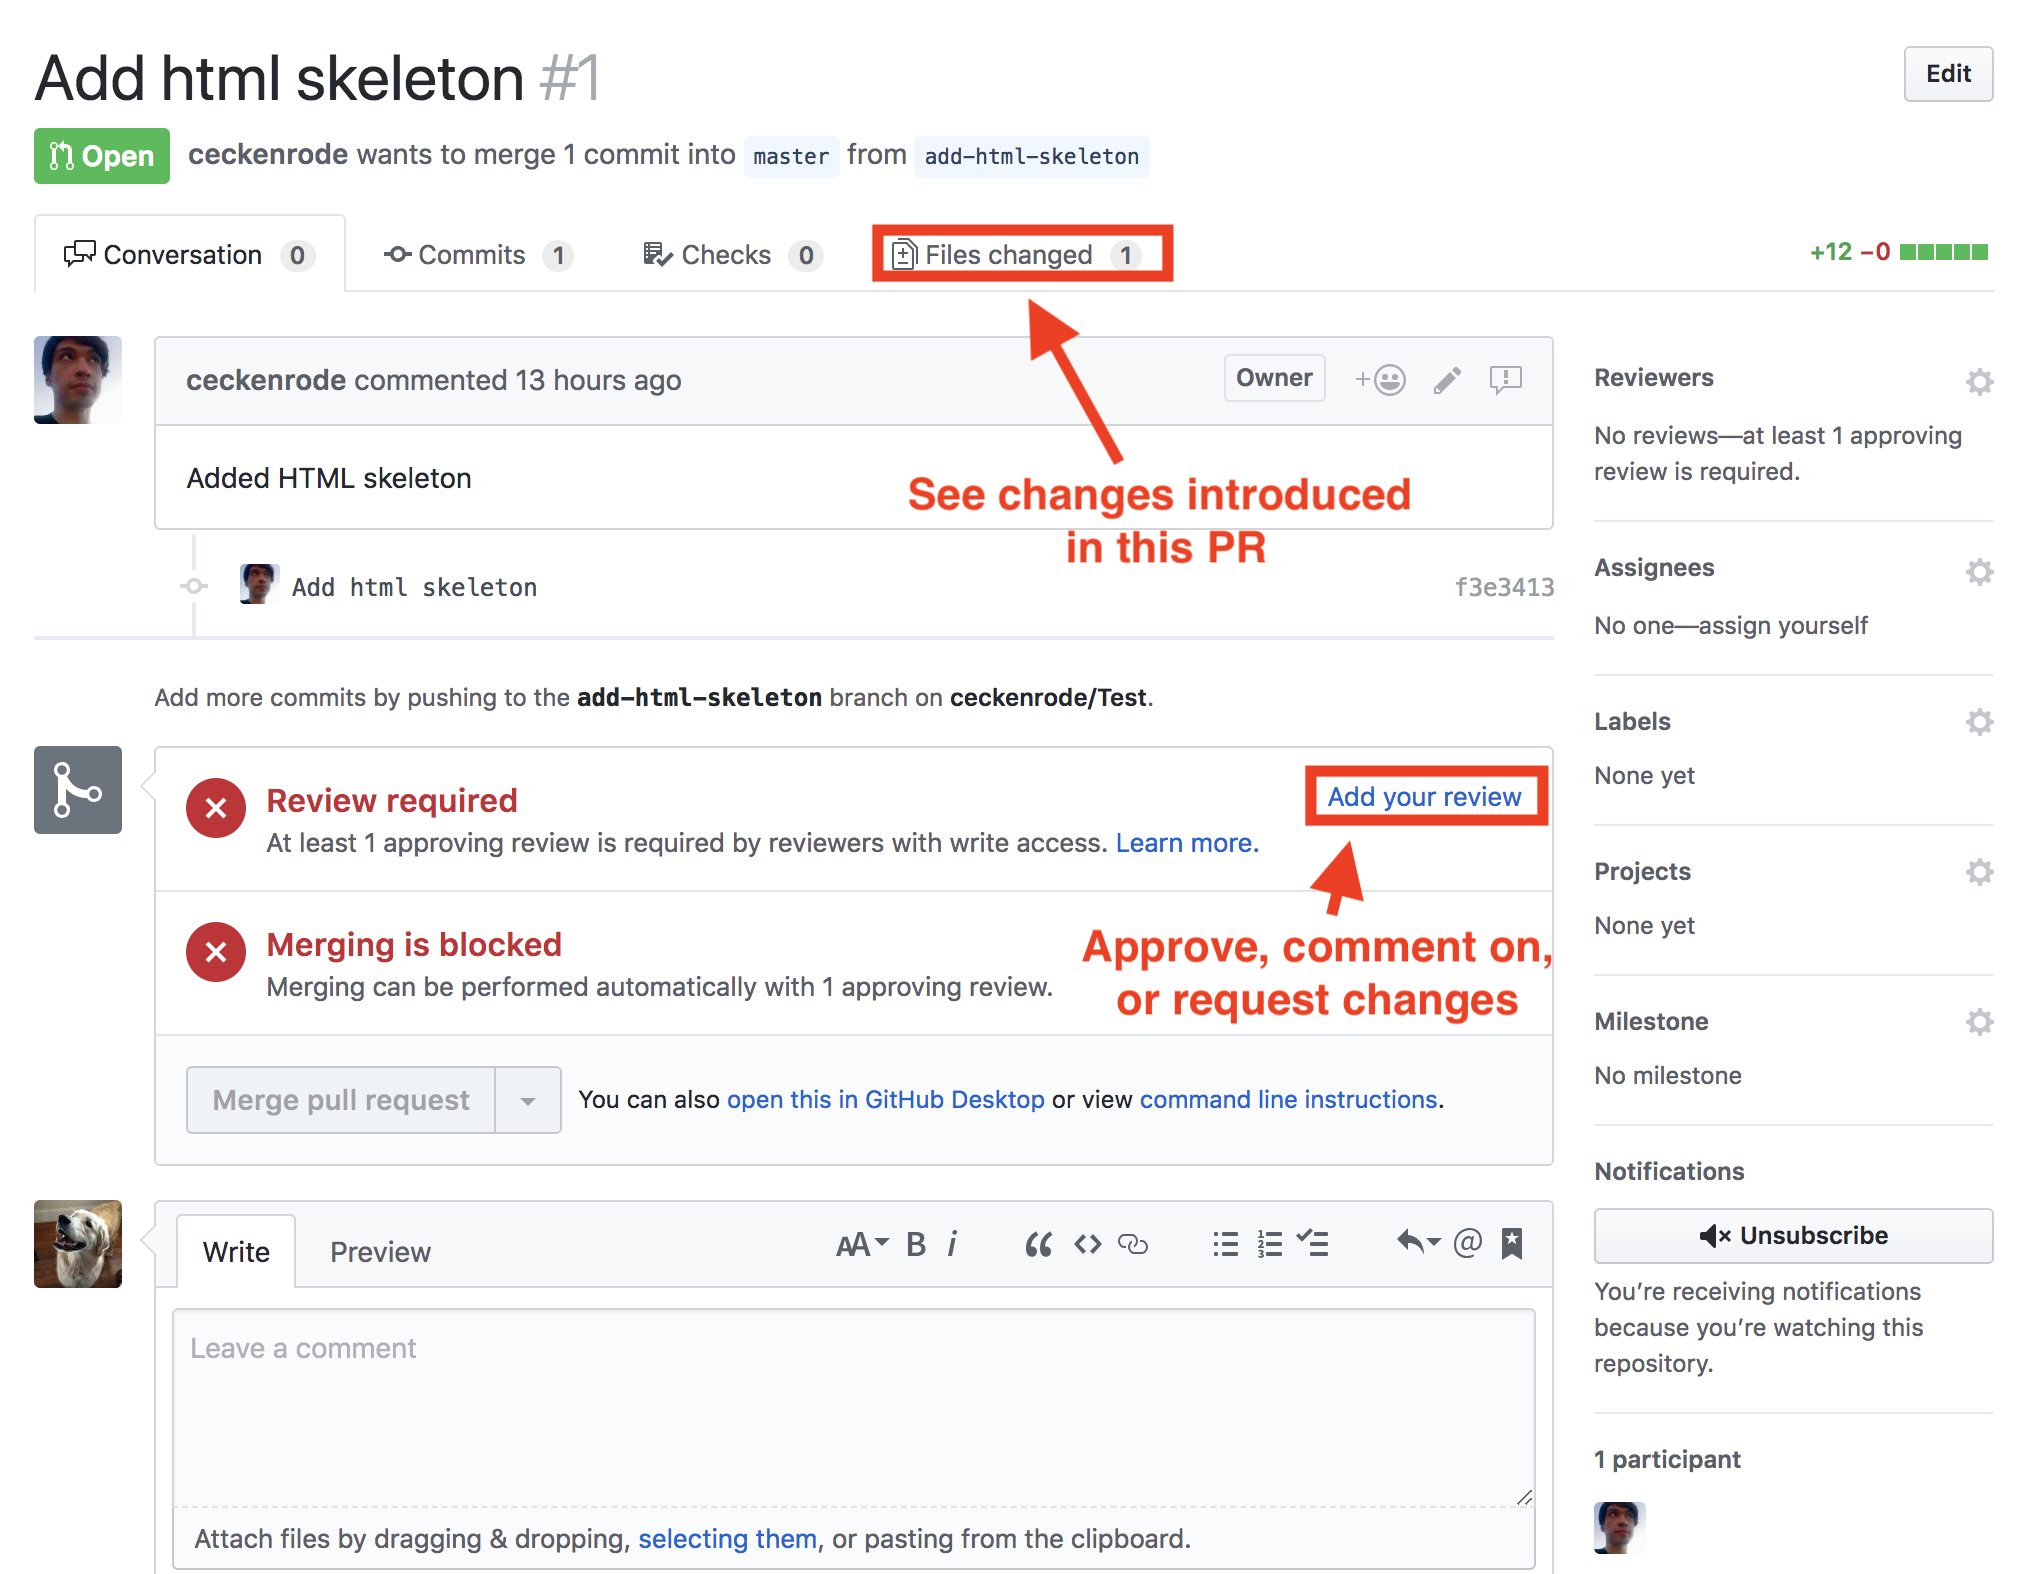 Add html skeleton #1
Edit
Open
ceckenrode wants to merge 1 commit into master from add-html-skeleton
Conversation 0
Commits 1
Checks 0
Files changed 1
+12 −0
ceckenrode commented 13 hours ago
Owner
Added HTML skeleton
See changes introduced
in this PR
Add html skeleton
f3e3413
Add more commits by pushing to the add-html-skeleton branch on ceckenrode/Test.
Review required
Add your review
At least 1 approving review is required by reviewers with write access. Learn more.
Merging is blocked
Merging can be performed automatically with 1 approving review.
Approve, comment on,
or request changes
Merge pull request
You can also open this in GitHub Desktop or view command line instructions.
Write
Preview
AA B i
Leave a comment
Attach files by dragging & dropping, selecting them, or pasting from the clipboard.
Reviewers
No reviews—at least 1 approving
review is required.
Assignees
No one—assign yourself
Labels
None yet
Projects
None yet
Milestone
No milestone
Notifications
Unsubscribe
You’re receiving notifications
because you’re watching this
repository.
1 participant